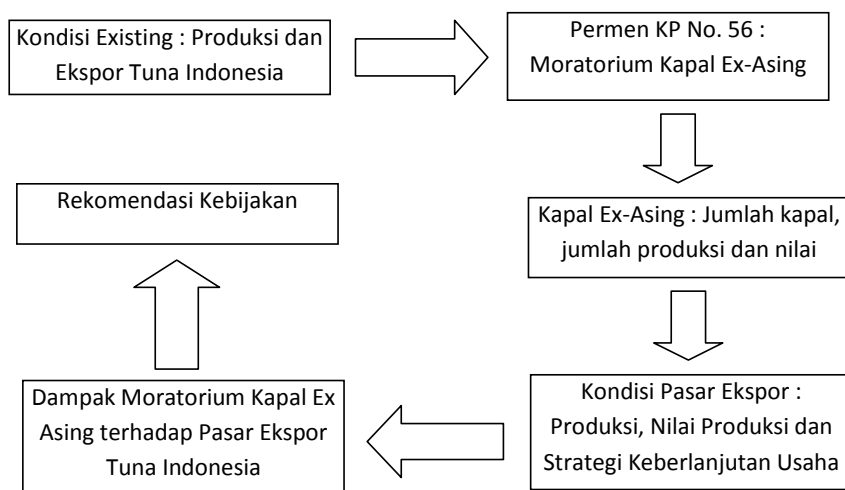 Kondisi Existing : Produksi dan
Ekspor Tuna Indonesia
Permen KP No. 56 :
Moratorium Kapal Ex-Asing
Kapal Ex-Asing : Jumlah kapal,
jumlah produksi dan nilai
Kondisi Pasar Ekspor :
Produksi, Nilai Produksi dan
Strategi Keberlanjutan Usaha
Dampak Moratorium Kapal Ex
Asing terhadap Pasar Ekspor
Tuna Indonesia
Rekomendasi Kebijakan